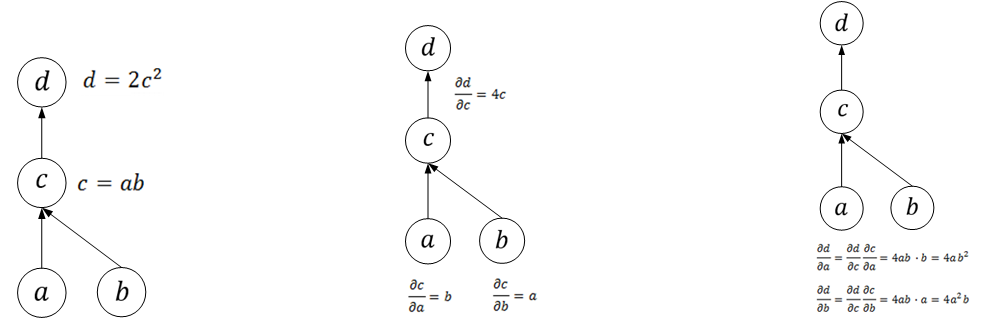 d
d = 2c²
c
c = ab
a
b
d
∂d/∂c = 4c
c
a
b
∂c/∂a = b
∂c/∂b = a
d
c
a
b
∂d/∂a = ∂d/∂c ∂c/∂a = 4ab · b = 4ab²
∂d/∂b = ∂d/∂c ∂c/∂b = 4ab · a = 4a²b